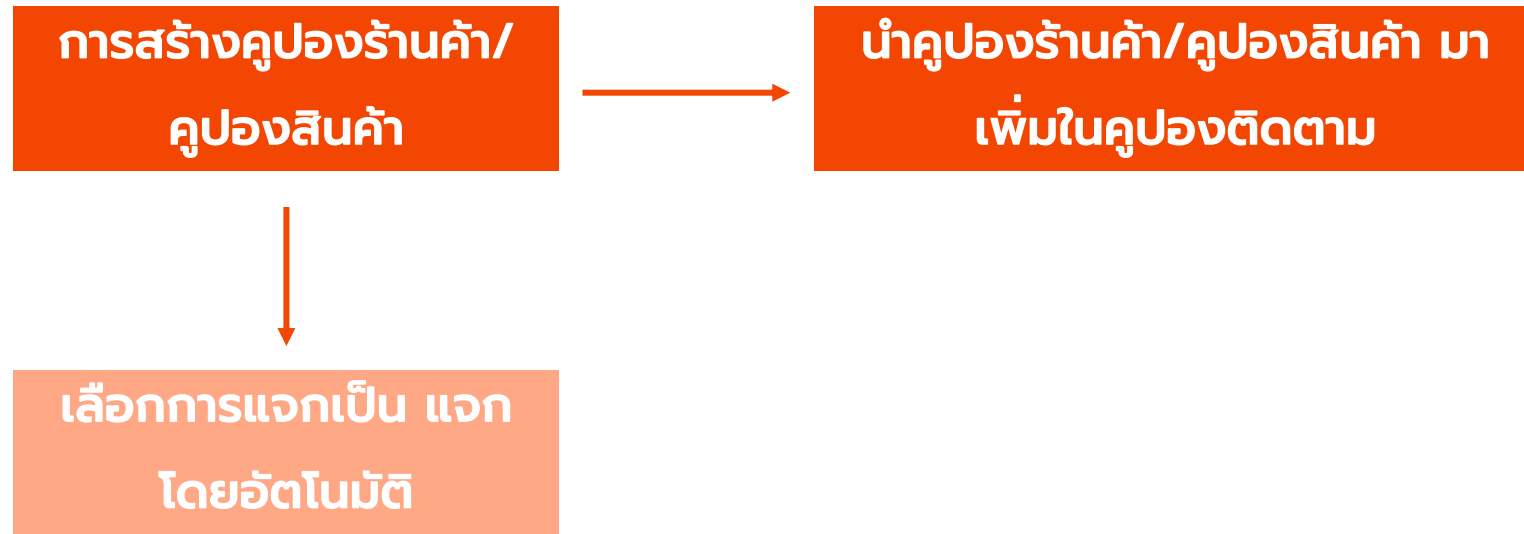 การสร้างคูปองร้านค้า/
คูปองสินค้า
นำคูปองร้านค้า/คูปองสินค้า มา
เพิ่มในคูปองติดตาม
เลือกการแจกเป็น แจก
โดยอัตโนมัติ